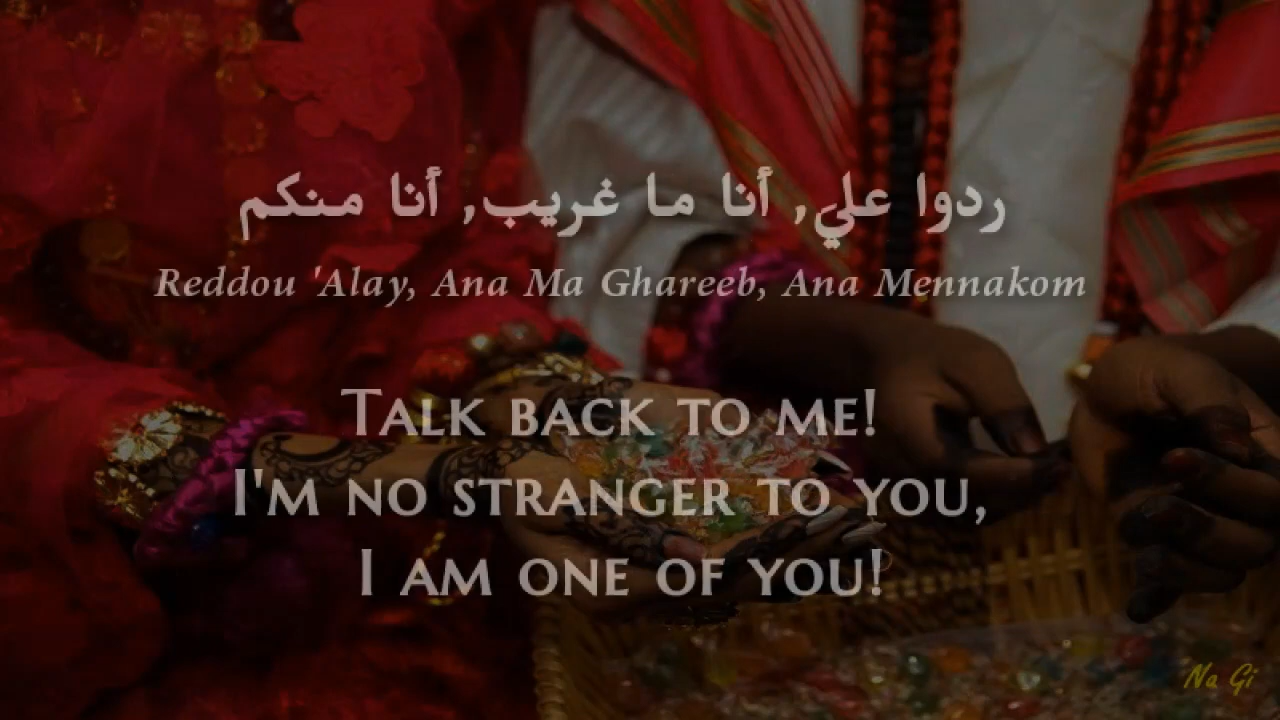 ردوا علي, أنا ما غريب, أنا منكم
Reddou 'Alay, Ana Ma Ghareeb, Ana Mennakom
Talk back to me!
I'm no stranger to you,
I am one of you!
Na Gi